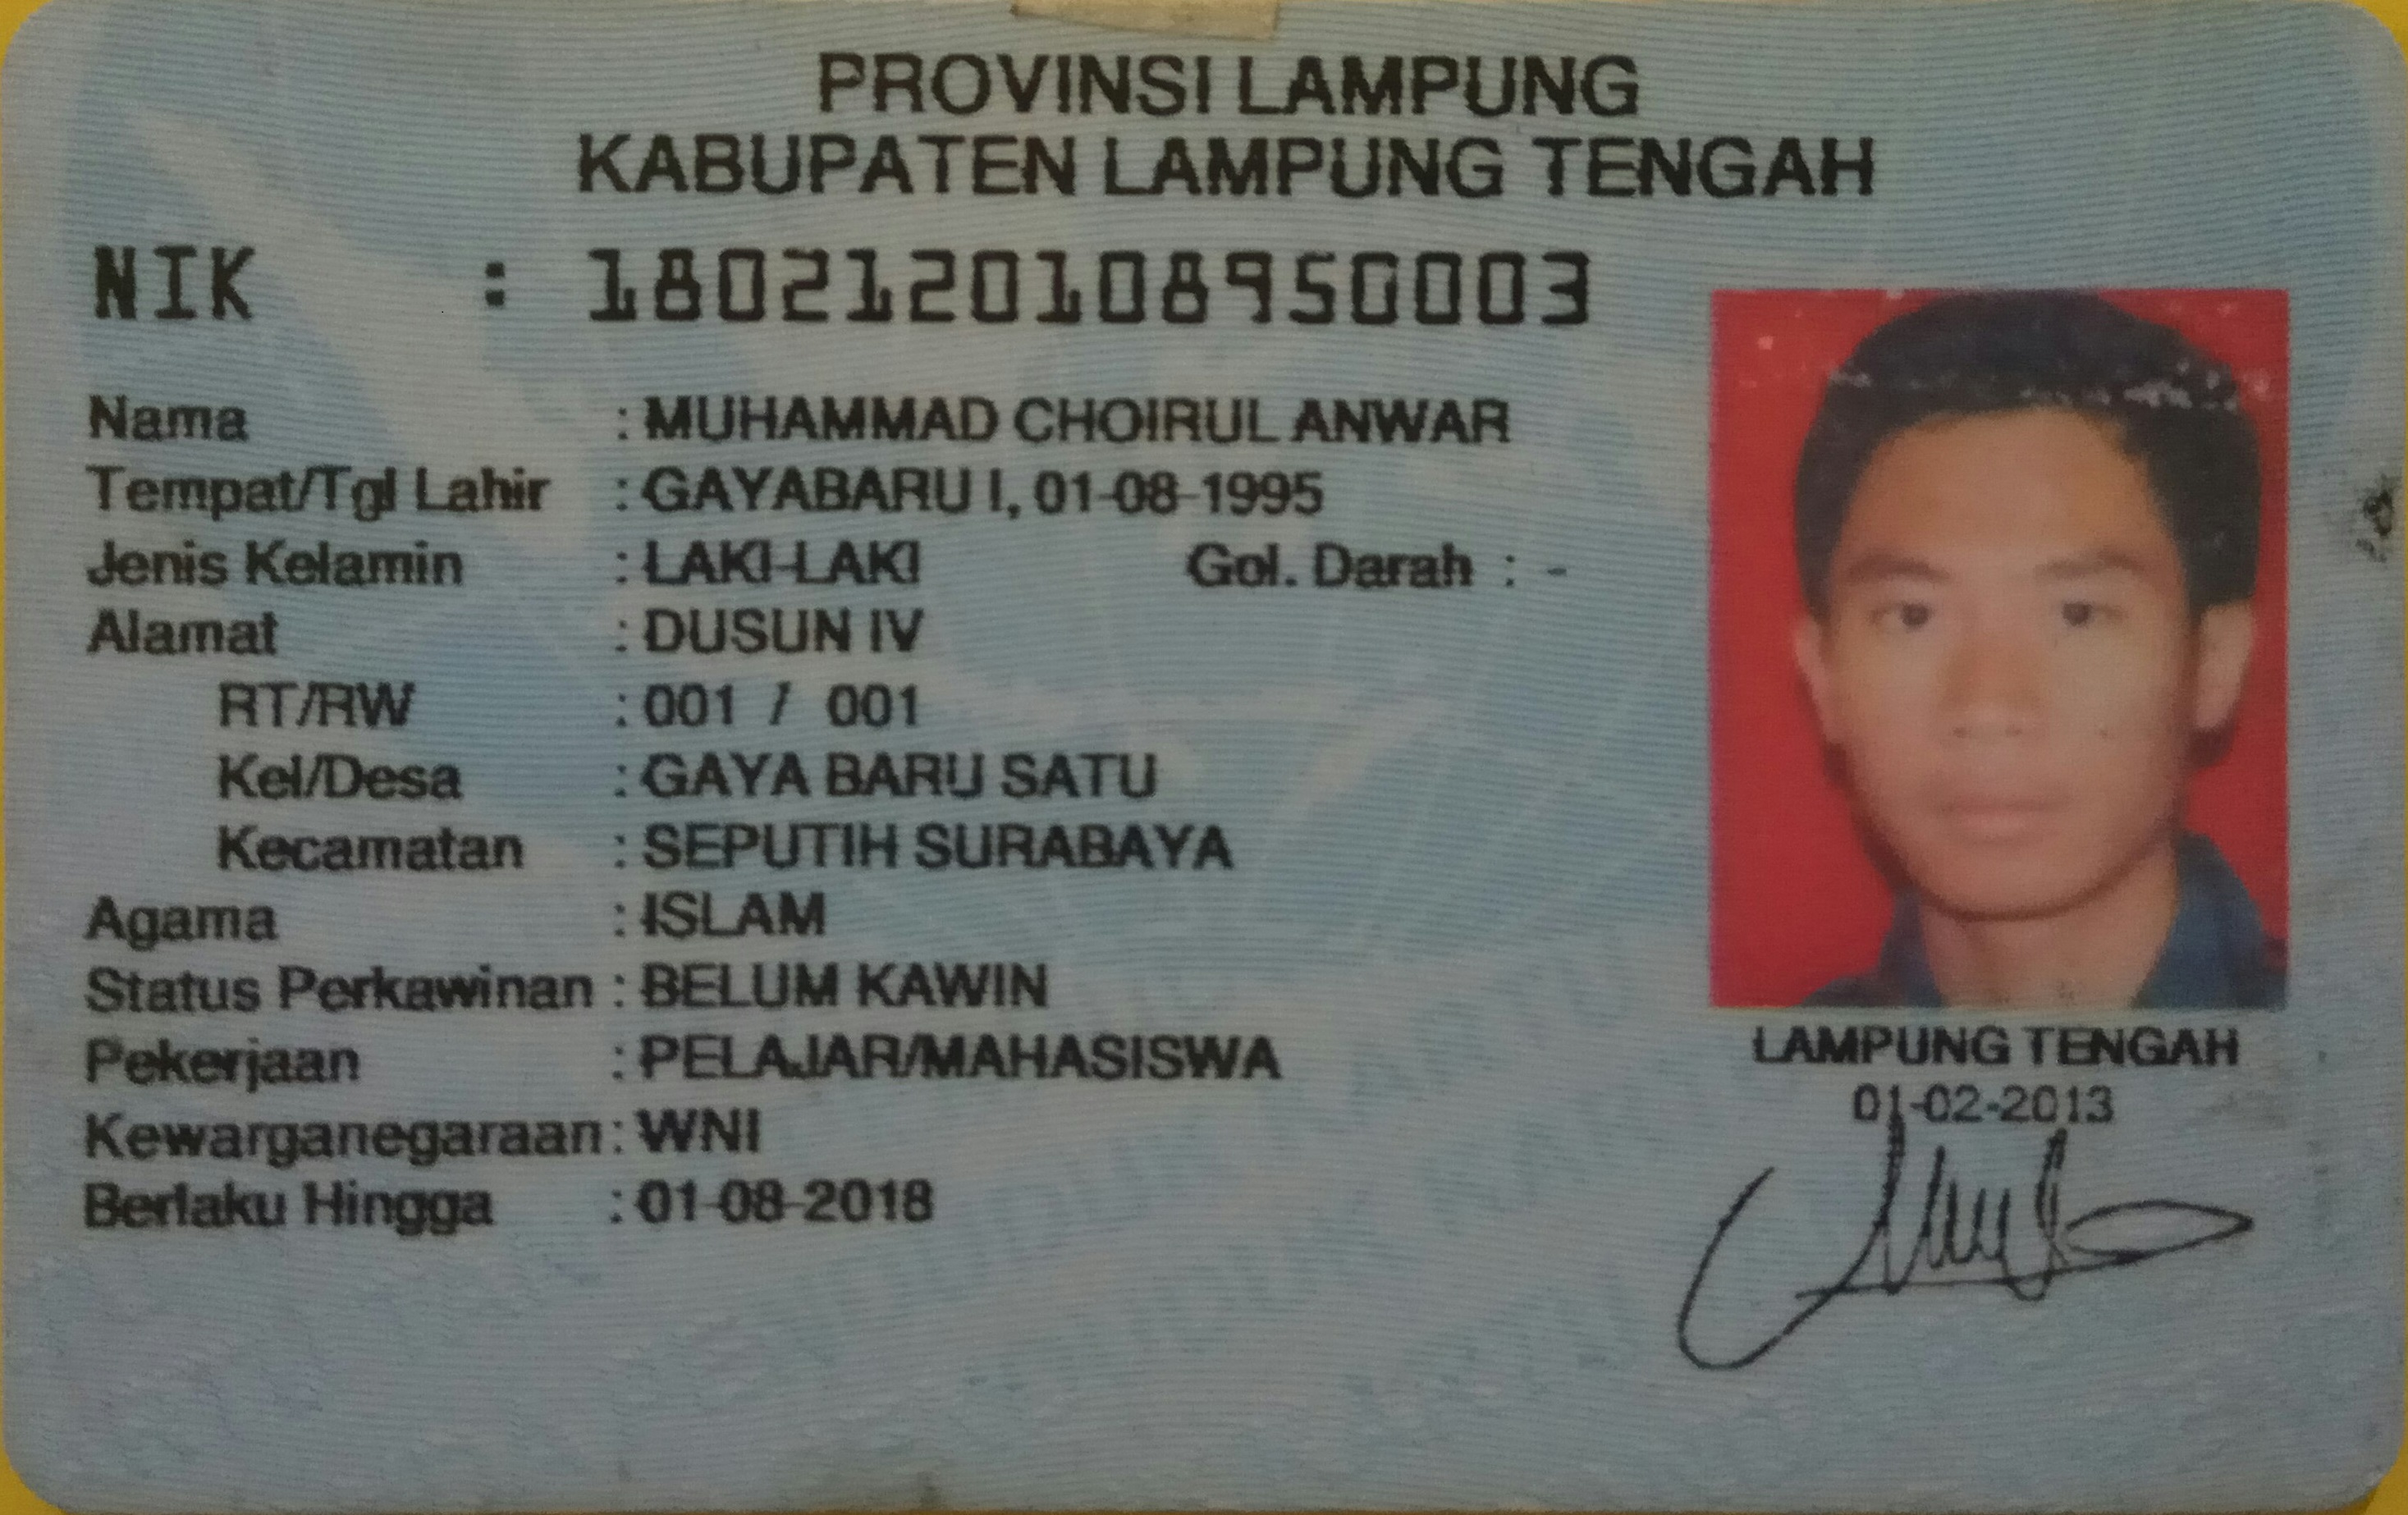 PROVINSI LAMPUNG
KABUPATEN LAMPUNG TENGAH
NIK : 1802120108950003
Nama : MUHAMMAD CHOIRUL ANWAR
Tempat/Tgl Lahir : GAYABARU I, 01-08-1995
Jenis Kelamin : LAKI-LAKI Gol. Darah : -
Alamat : DUSUN IV
RT/RW : 001 / 001
Kel/Desa : GAYA BARU SATU
Kecamatan : SEPUTIH SURABAYA
Agama : ISLAM
Status Perkawinan : BELUM KAWIN
Pekerjaan : PELAJAR/MAHASISWA
Kewarganegaraan : WNI
Berlaku Hingga : 01-08-2018
LAMPUNG TENGAH
01-02-2013